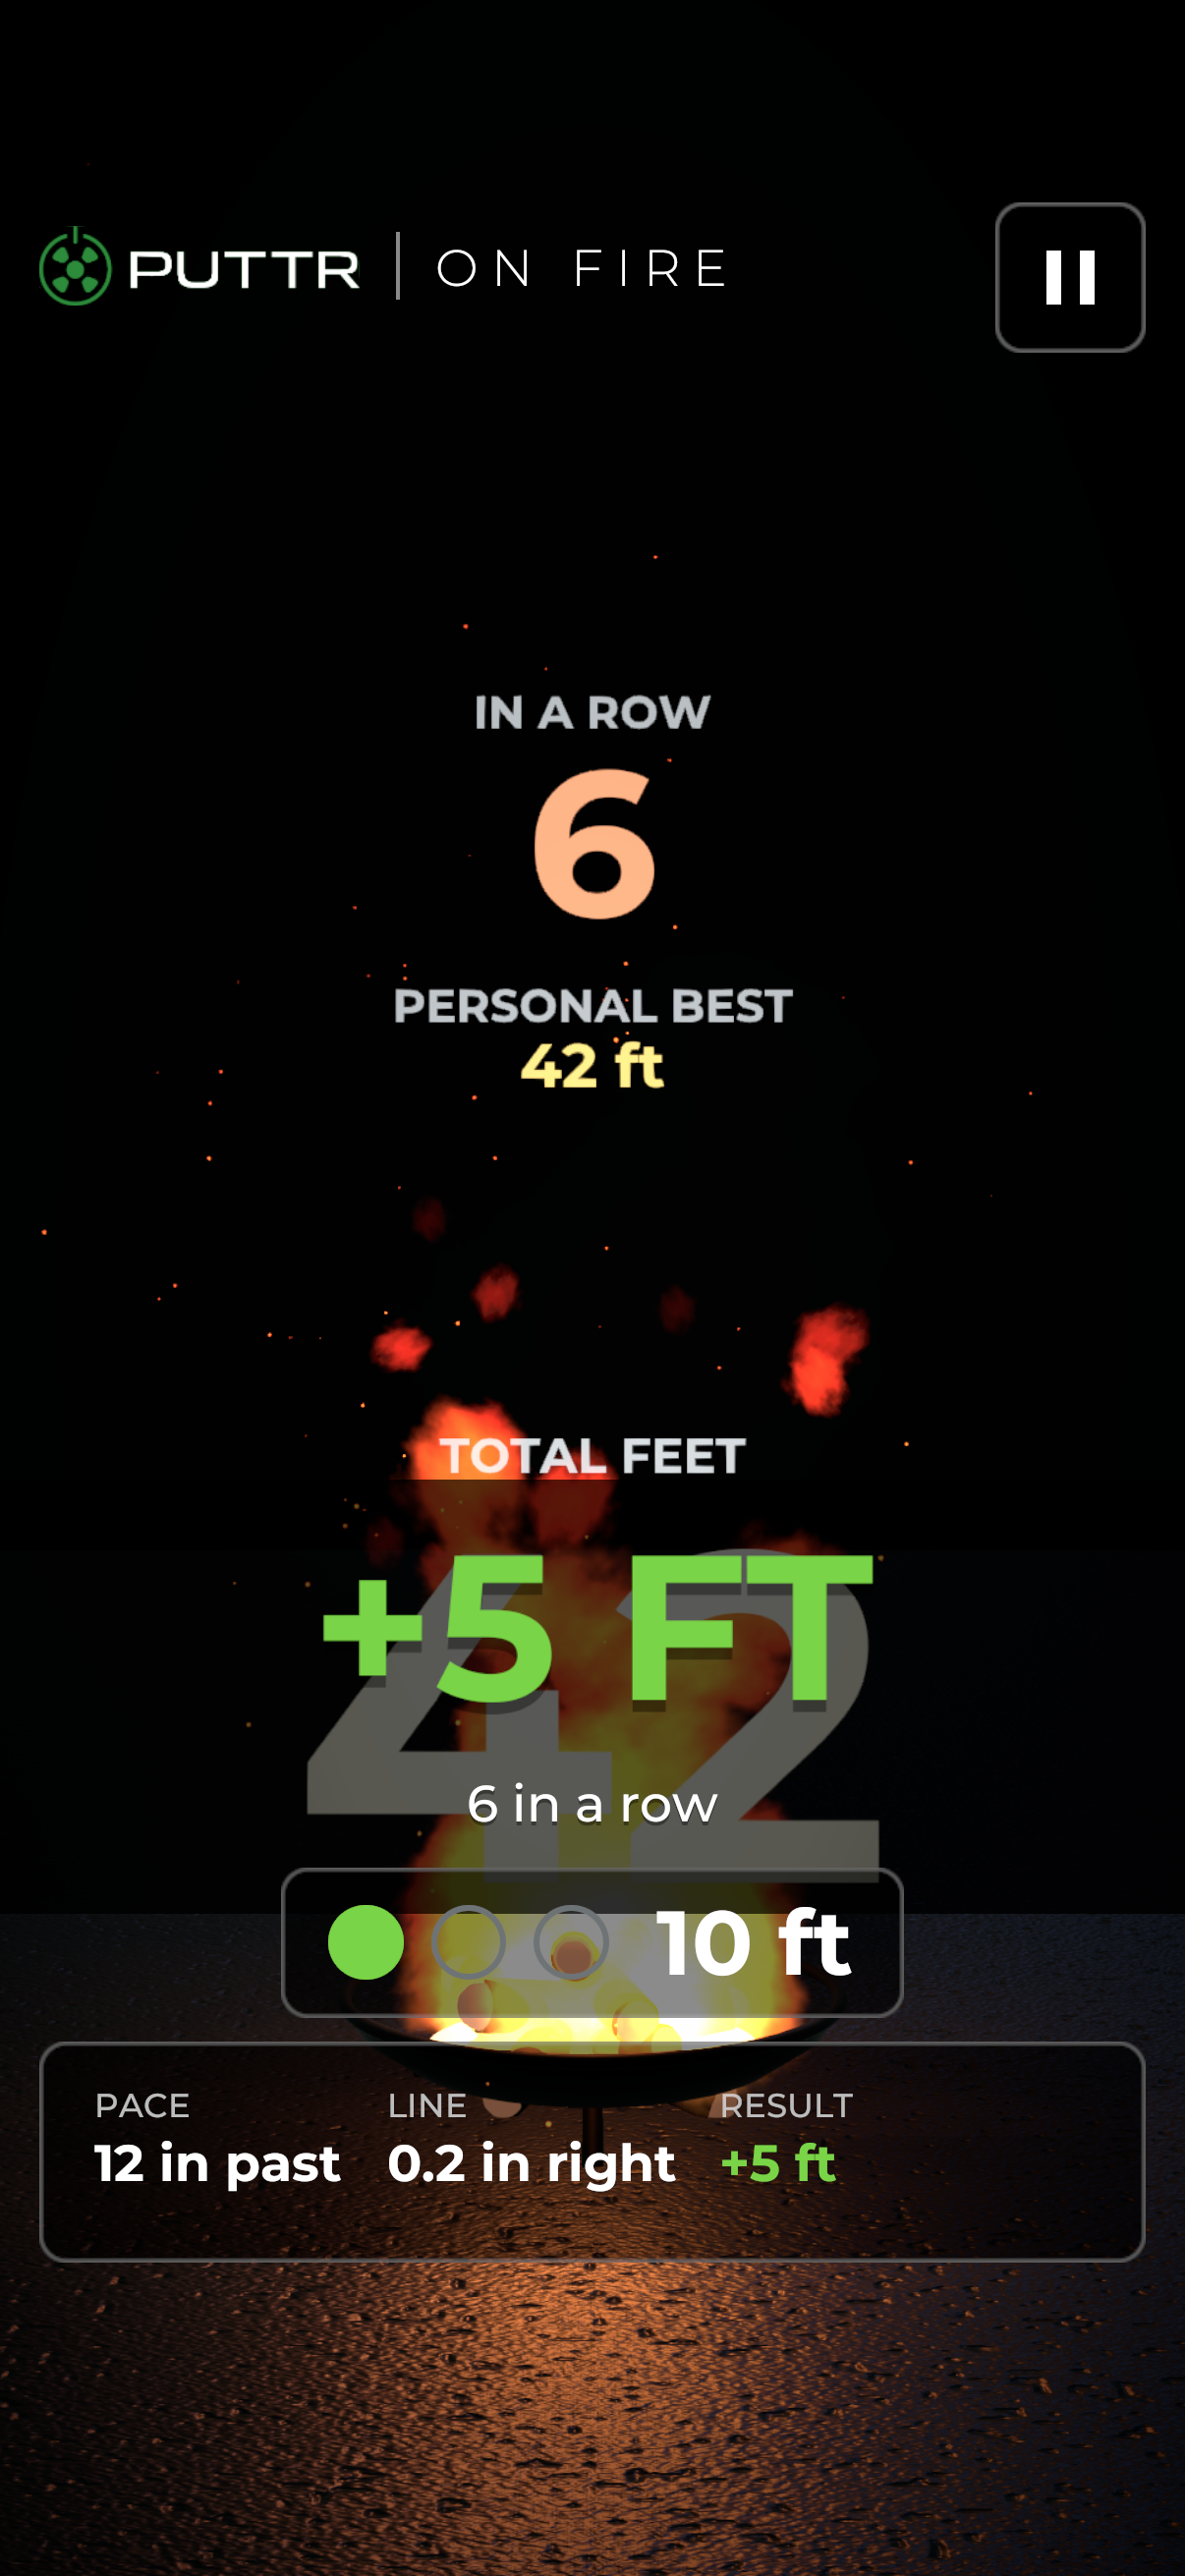 PUTTR | ON FIRE
IN A ROW
6
PERSONAL BEST
42 ft
TOTAL FEET
42
+5 FT
6 in a row
10 ft
PACE LINE RESULT
12 in past 0.2 in right +5 ft